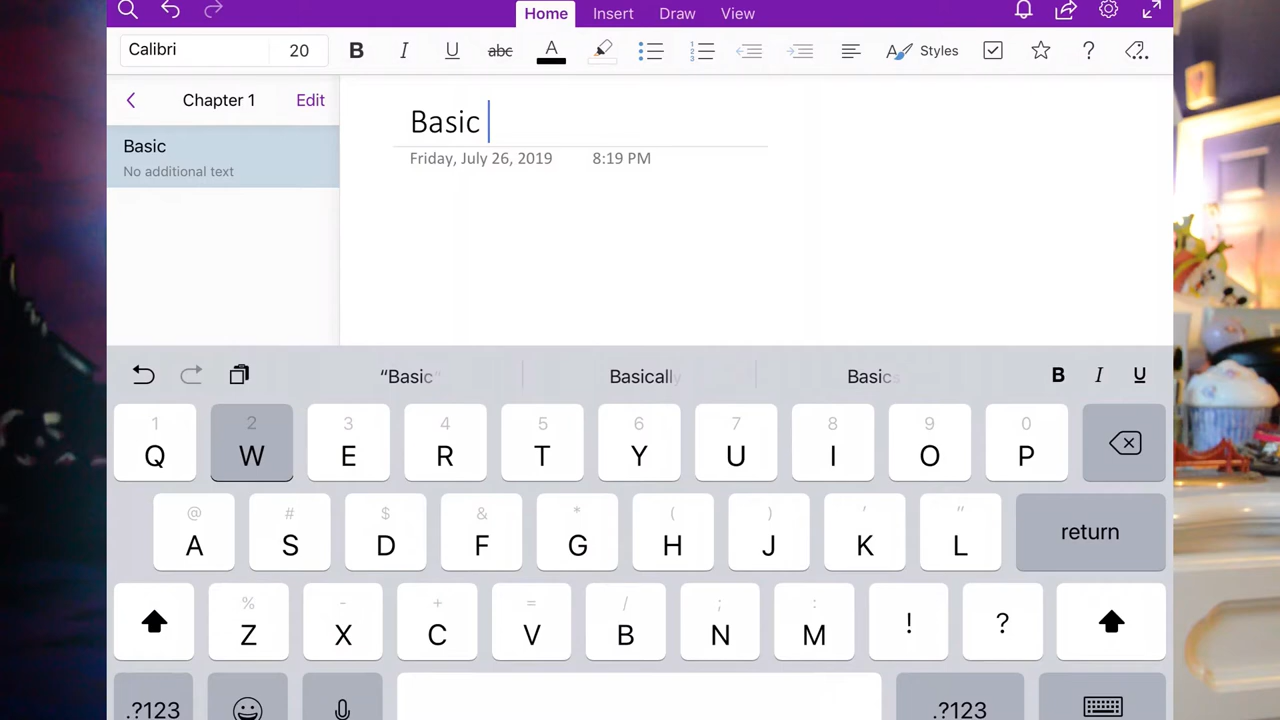 Home Insert Draw View
Calibri 20 B I U abc A Styles ?
Chapter 1 Edit
Basic
Basic
No additional text
Friday, July 26, 2019 8:19 PM
“Basic” Basically Basics B I U
1 2 3 4 5 6 7 8 9 0
Q W E R T Y U I O P
@ # $ & * ( ) ' "
A S D F G H J K L return
% - + = / ; :
Z X C V B N M ! ?
.?123 .?123